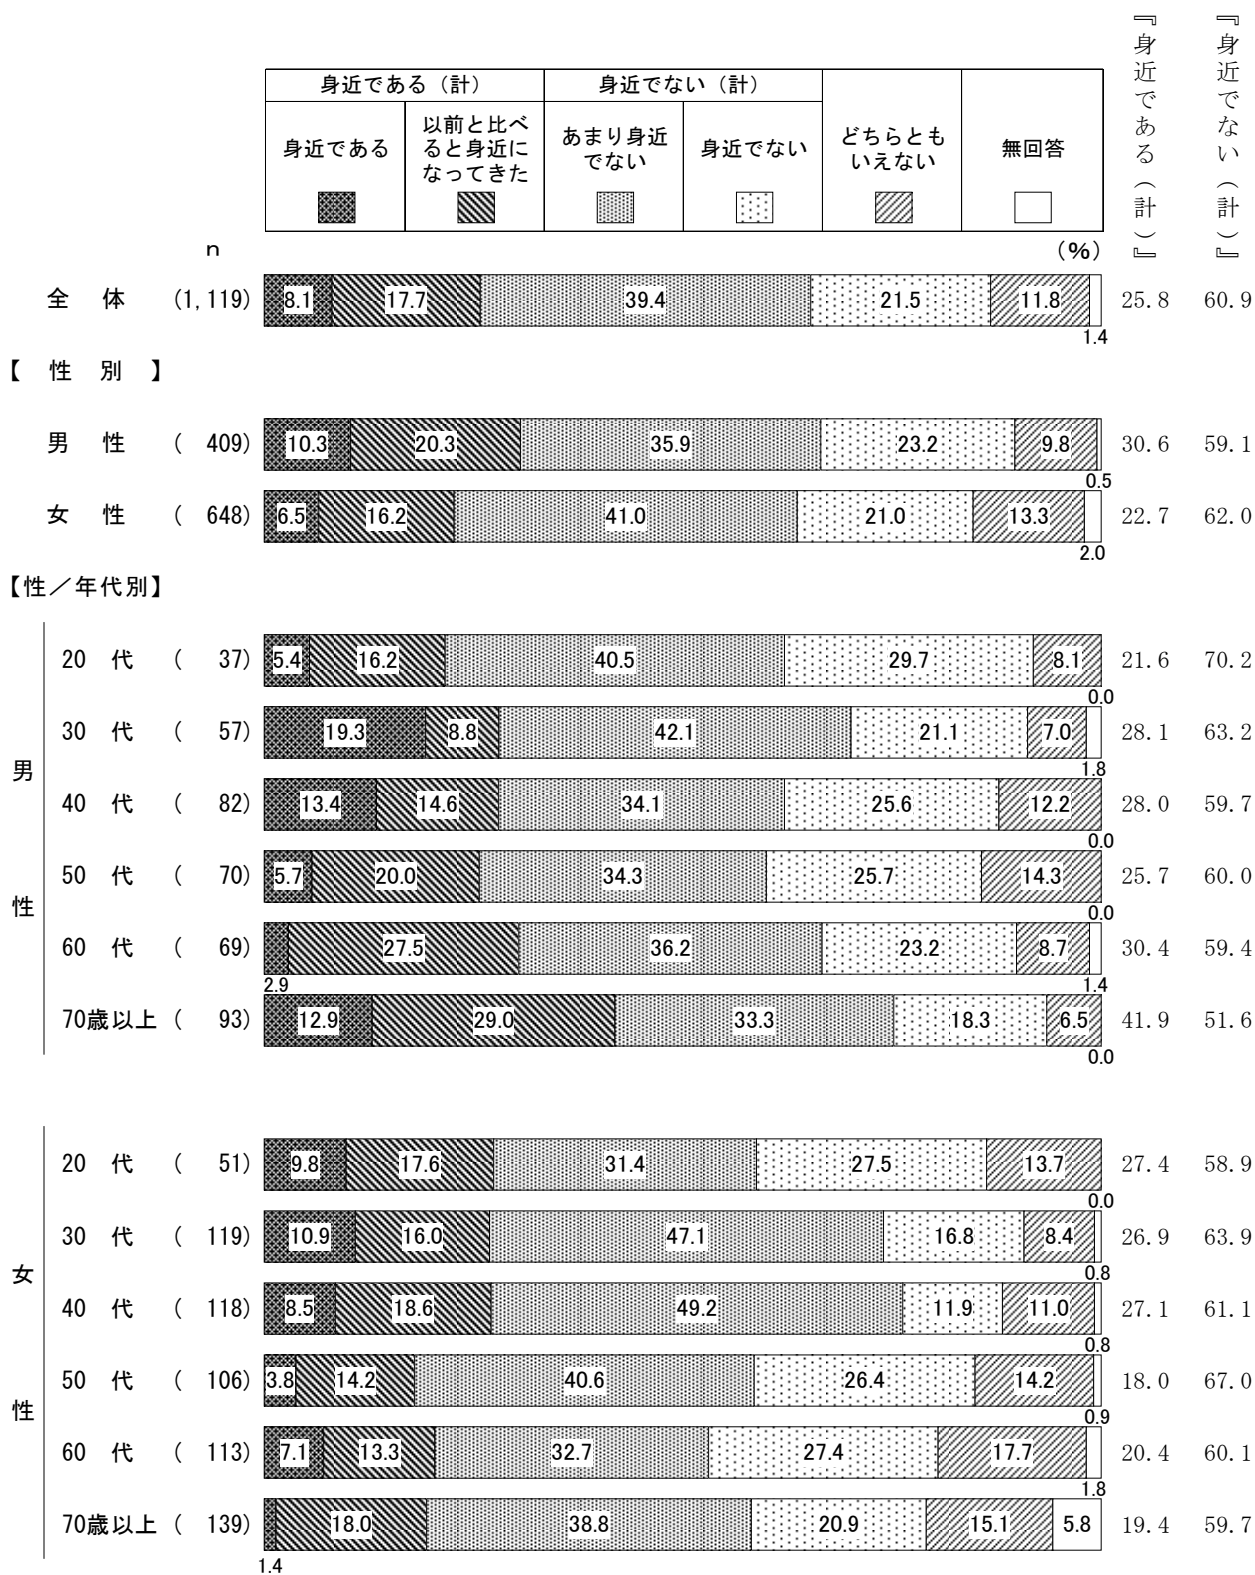 『身近である（計）』
『身近でない（計）』
身近である（計）
身近でない（計）
身近である
以前と比べ
ると身近に
なってきた
あまり身近
でない
身近でない
どちらとも
いえない
無回答
n
(％)
全 体 (1,119) 8.1 17.7 39.4 21.5 11.8 1.4 25.8 60.9
【 性 別 】
男 性 ( 409) 10.3 20.3 35.9 23.2 9.8 0.5 30.6 59.1
女 性 ( 648) 6.5 16.2 41.0 21.0 13.3 2.0 22.7 62.0
【性／年代別】
男性
20 代 ( 37) 5.4 16.2 40.5 29.7 8.1 0.0 21.6 70.2
30 代 ( 57) 19.3 8.8 42.1 21.1 7.0 1.8 28.1 63.2
40 代 ( 82) 13.4 14.6 34.1 25.6 12.2 0.0 28.0 59.7
50 代 ( 70) 5.7 20.0 34.3 25.7 14.3 0.0 25.7 60.0
60 代 ( 69) 2.9 27.5 36.2 23.2 8.7 1.4 30.4 59.4
70歳以上 ( 93) 12.9 29.0 33.3 18.3 6.5 0.0 41.9 51.6
女性
20 代 ( 51) 9.8 17.6 31.4 27.5 13.7 0.0 27.4 58.9
30 代 ( 119) 10.9 16.0 47.1 16.8 8.4 0.8 26.9 63.9
40 代 ( 118) 8.5 18.6 49.2 11.9 11.0 0.8 27.1 61.1
50 代 ( 106) 3.8 14.2 40.6 26.4 14.2 0.9 18.0 67.0
60 代 ( 113) 7.1 13.3 32.7 27.4 17.7 1.8 20.4 60.1
70歳以上 ( 139) 1.4 18.0 38.8 20.9 15.1 5.8 19.4 59.7